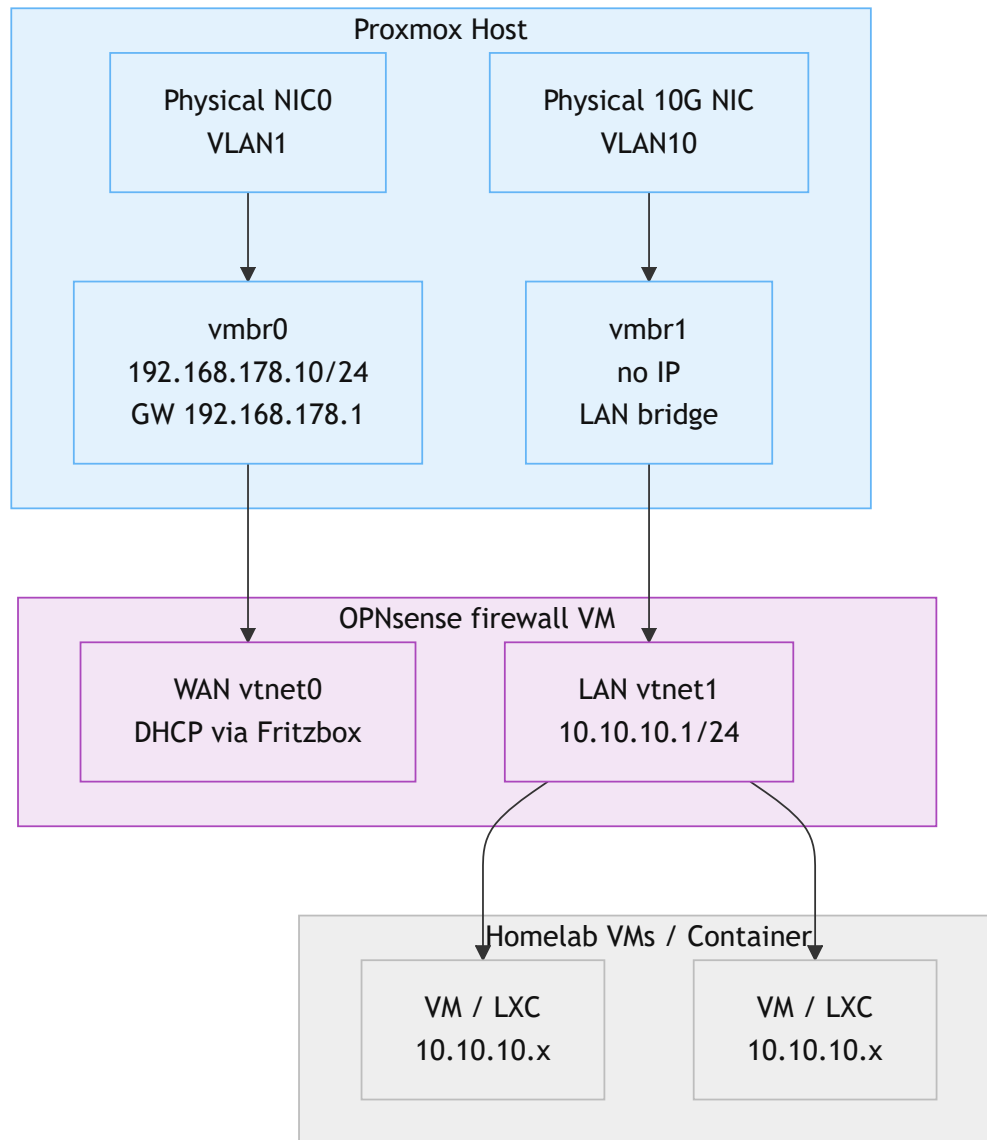 Proxmox Host
Physical NIC0
VLAN1
Physical 10G NIC
VLAN10
vmbr0
192.168.178.10/24
GW 192.168.178.1
vmbr1
no IP
LAN bridge
OPNsense firewall VM
WAN vtnet0
DHCP via Fritzbox
LAN vtnet1
10.10.10.1/24
Homelab VMs / Container
VM / LXC
10.10.10.x
VM / LXC
10.10.10.x